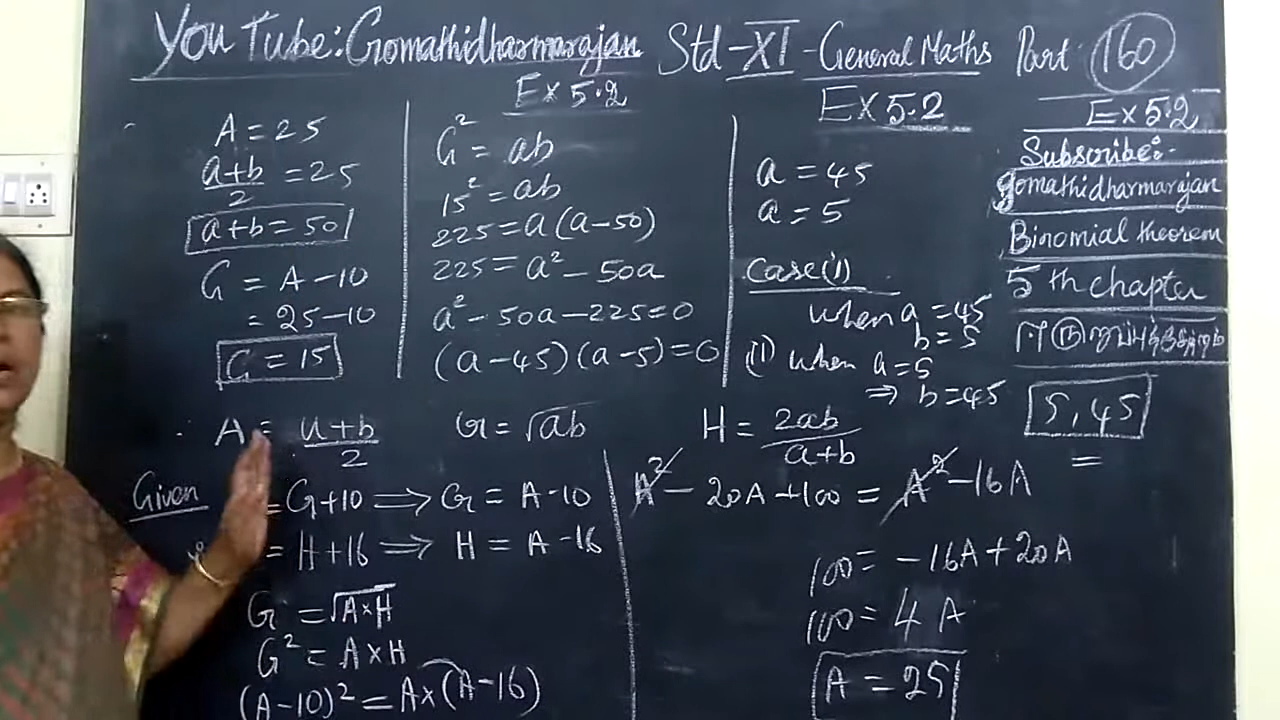 YouTube: Gomathidharmarajan Std-XI - General Maths Part 160
Ex 5.2
A = 25
a+b/2 = 25
a+b = 50
G = A - 10
= 25-10
G = 15
G² = ab
15² = ab
225 = a(a-50)
225 = a² - 50a
a² - 50a - 225 = 0
(a-45)(a-5) = 0
Ex 5.2
a = 45
a = 5
Case(i)
when a = 45
b = 5
(ii) when a = 5
⇒ b = 45
Ex 5.2
Subscribe:-
gomathidharmarajan
Binomial theorem
5th chapter
5, 45
=
A = a+b/2
G = √ab
H = 2ab/a+b
Given
= G+10 ⇒ G = A-10
= H+16 ⇒ H = A-16
G = √A×H
G² = A×H
(A-10)² = A×(A-16)
A² - 20A + 100 = A² - 16A
100 = -16A + 20A
100 = 4A
A = 25